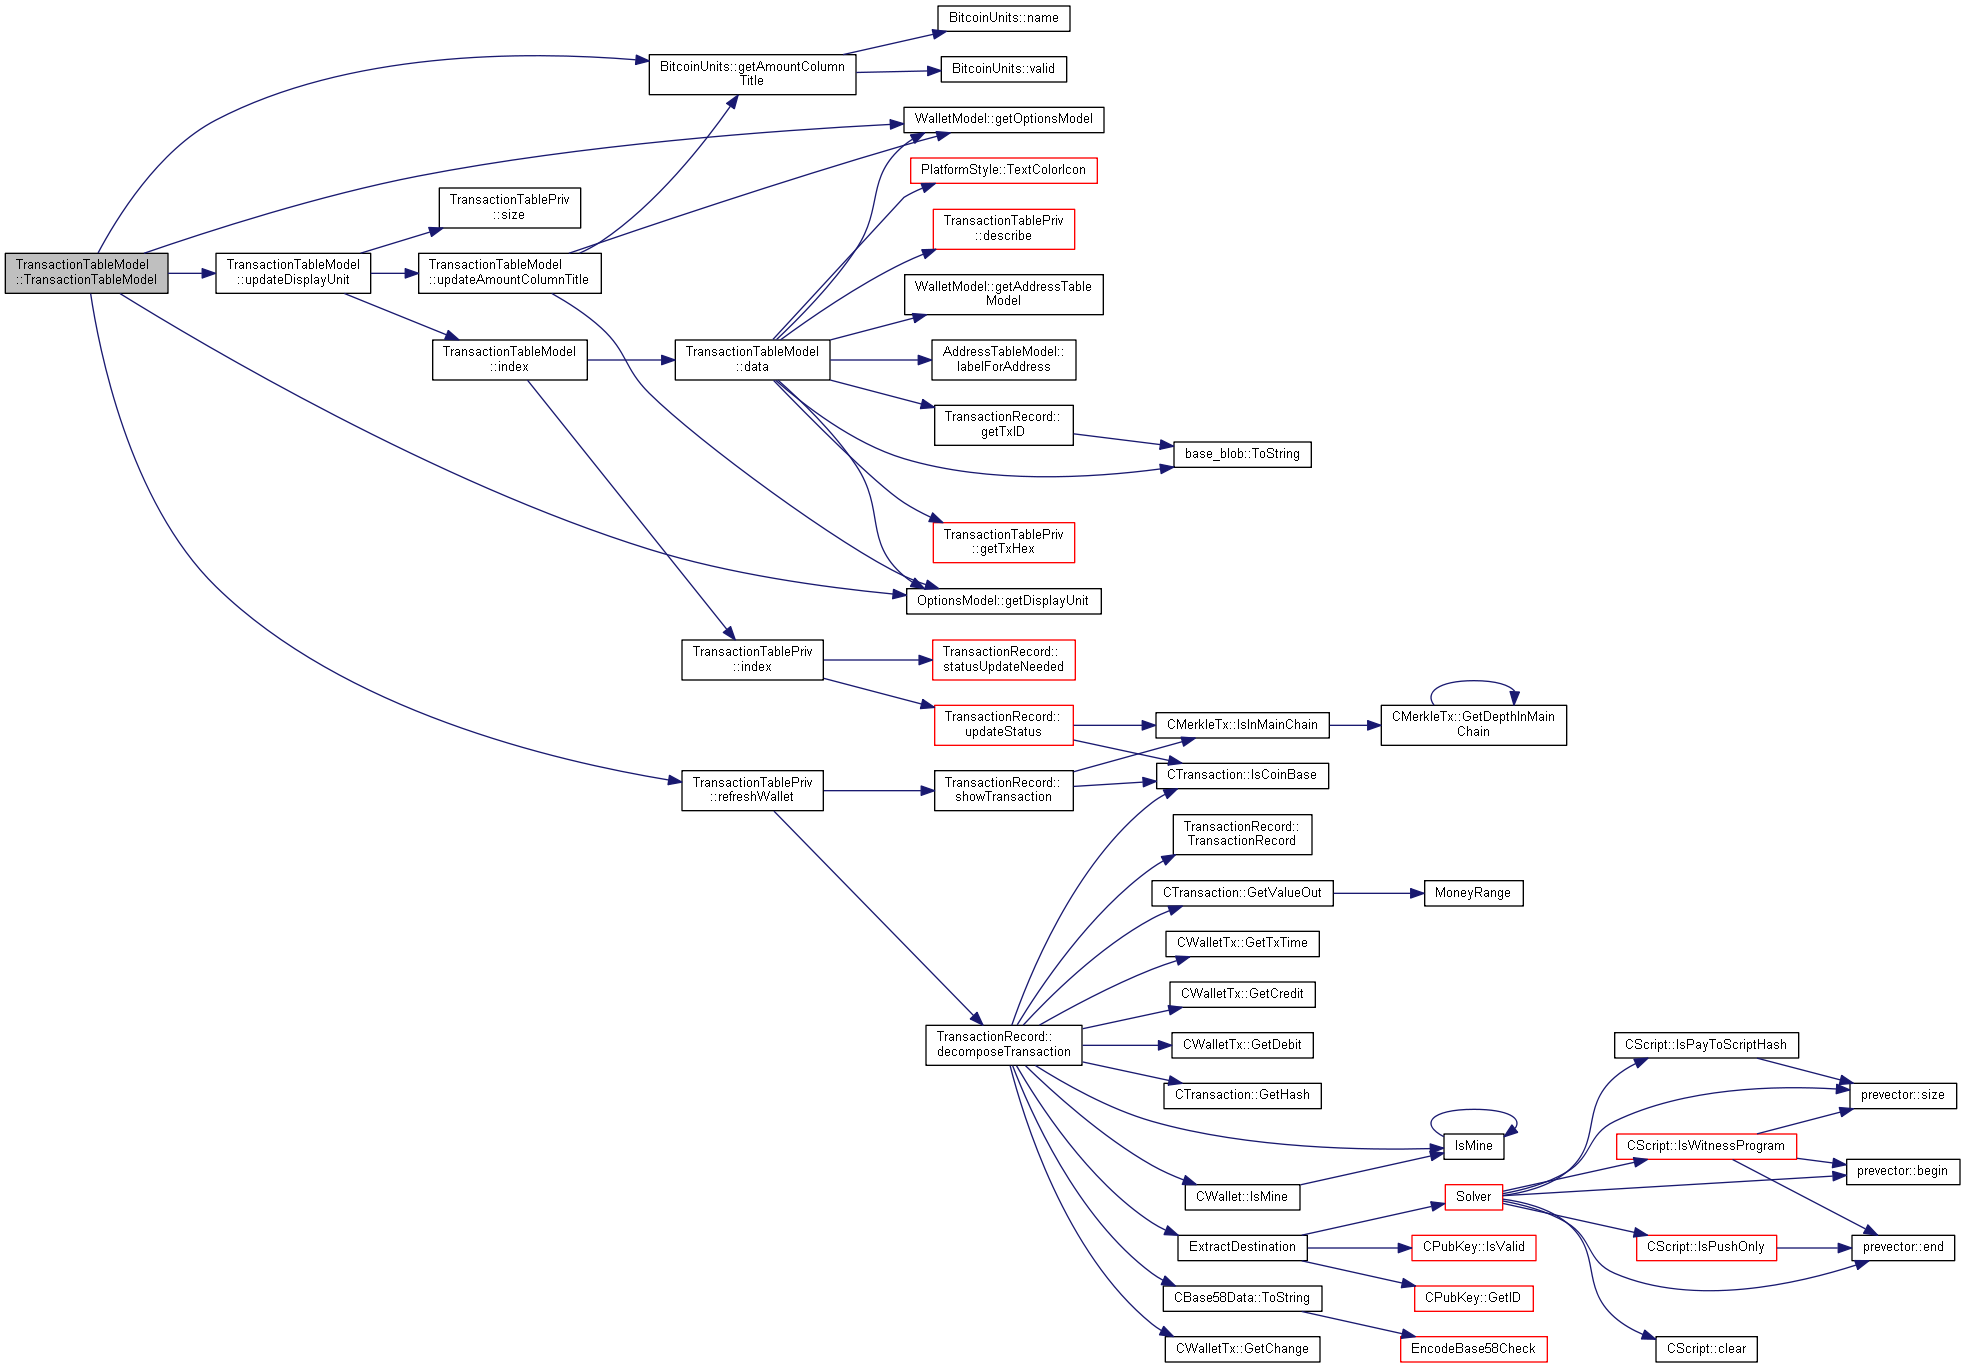 BitcoinUnits::name
BitcoinUnits::getAmountColumn
Title
BitcoinUnits::valid
WalletModel::getOptionsModel
PlatformStyle::TextColorIcon
TransactionTablePriv
::size
TransactionTablePriv
::describe
TransactionTableModel
::TransactionTableModel
TransactionTableModel
::updateDisplayUnit
TransactionTableModel
::updateAmountColumnTitle
WalletModel::getAddressTable
Model
TransactionTableModel
::index
TransactionTableModel
::data
AddressTableModel::
labelForAddress
TransactionRecord::
getTxID
base_blob::ToString
TransactionTablePriv
::getTxHex
OptionsModel::getDisplayUnit
TransactionTablePriv
::index
TransactionRecord::
statusUpdateNeeded
TransactionRecord::
updateStatus
CMerkleTx::IsInMainChain
CMerkleTx::GetDepthInMain
Chain
CTransaction::IsCoinBase
TransactionTablePriv
::refreshWallet
TransactionRecord::
showTransaction
TransactionRecord::
TransactionRecord
CTransaction::GetValueOut
MoneyRange
CWalletTx::GetTxTime
CWalletTx::GetCredit
TransactionRecord::
decomposeTransaction
CWalletTx::GetDebit
CScript::IsPayToScriptHash
CTransaction::GetHash
prevector::size
IsMine
CScript::IsWitnessProgram
prevector::begin
CWallet::IsMine
Solver
ExtractDestination
CPubKey::IsValid
CScript::IsPushOnly
prevector::end
CBase58Data::ToString
CPubKey::GetID
CWalletTx::GetChange
EncodeBase58Check
CScript::clear